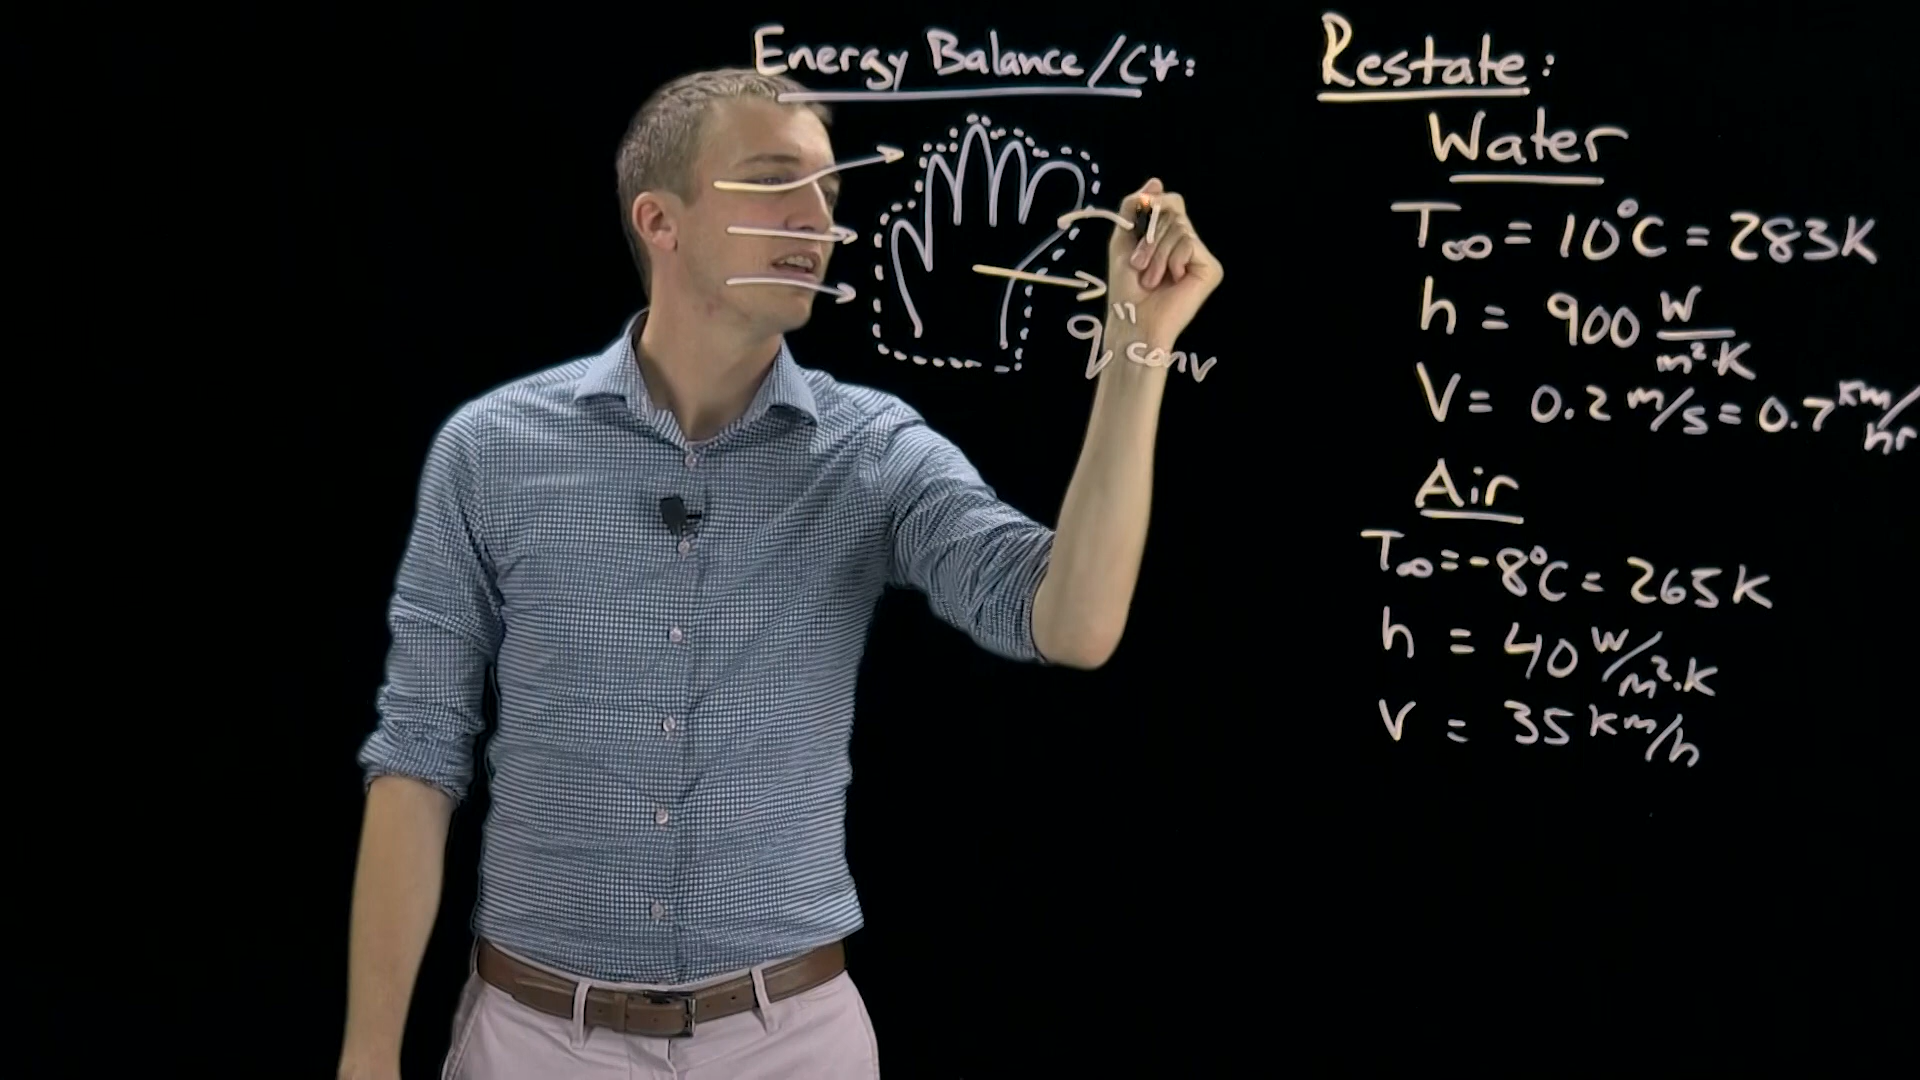 Energy Balance/C∀:
q"conv
Restate:
Water
T∞ = 10°C = 283K
h = 900 W/m²·K
V = 0.2 m/s = 0.7 km/hr
Air
T∞ = -8°C = 265K
h = 40 W/m²·K
V = 35 km/h